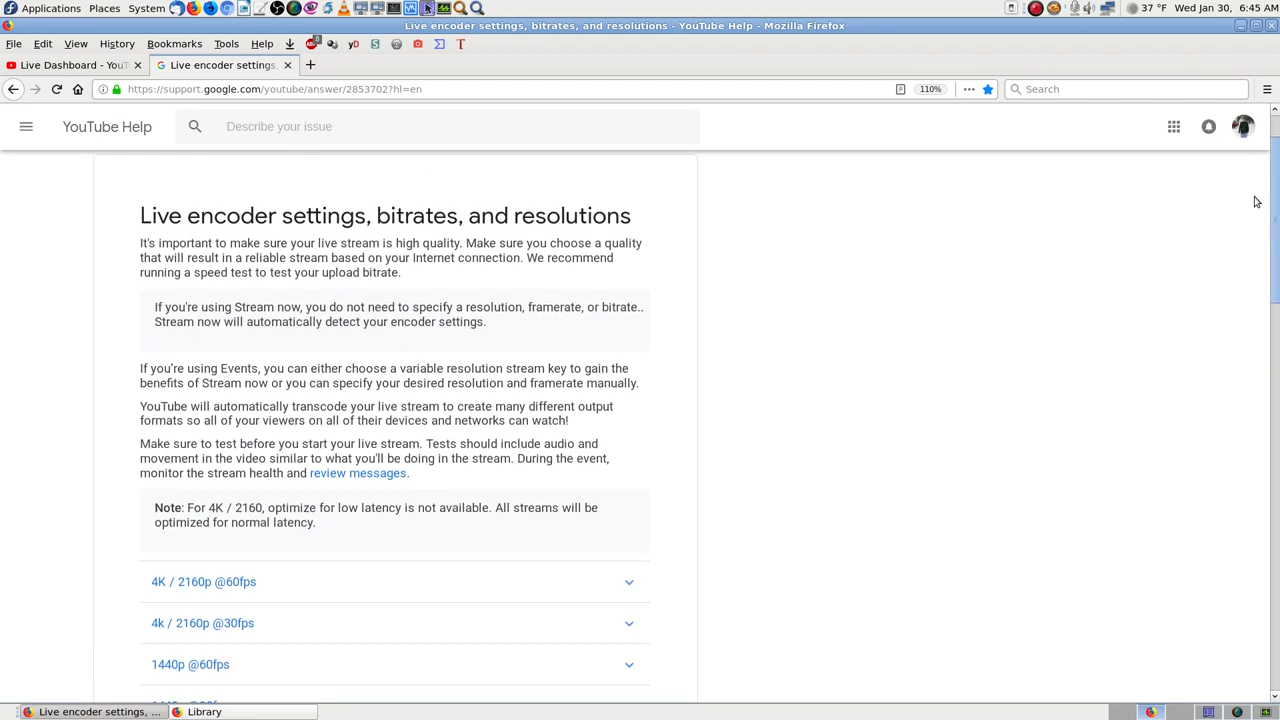 Applications Places System 37 °F Wed Jan 30, 6:45 AM
Live encoder settings, bitrates, and resolutions - YouTube Help - Mozilla Firefox
File Edit View History Bookmarks Tools Help
Live Dashboard - YouT Live encoder settings,
https://support.google.com/youtube/answer/2853702?hl=en 110% Search
YouTube Help Describe your issue
Live encoder settings, bitrates, and resolutions
It's important to make sure your live stream is high quality. Make sure you choose a quality
that will result in a reliable stream based on your Internet connection. We recommend
running a speed test to test your upload bitrate.
If you're using Stream now, you do not need to specify a resolution, framerate, or bitrate..
Stream now will automatically detect your encoder settings.
If you're using Events, you can either choose a variable resolution stream key to gain the
benefits of Stream now or you can specify your desired resolution and framerate manually.
YouTube will automatically transcode your live stream to create many different output
formats so all of your viewers on all of their devices and networks can watch!
Make sure to test before you start your live stream. Tests should include audio and
movement in the video similar to what you'll be doing in the stream. During the event,
monitor the stream health and review messages.
Note: For 4K / 2160, optimize for low latency is not available. All streams will be
optimized for normal latency.
4K / 2160p @60fps
4k / 2160p @30fps
1440p @60fps
Live encoder settings, ... Library